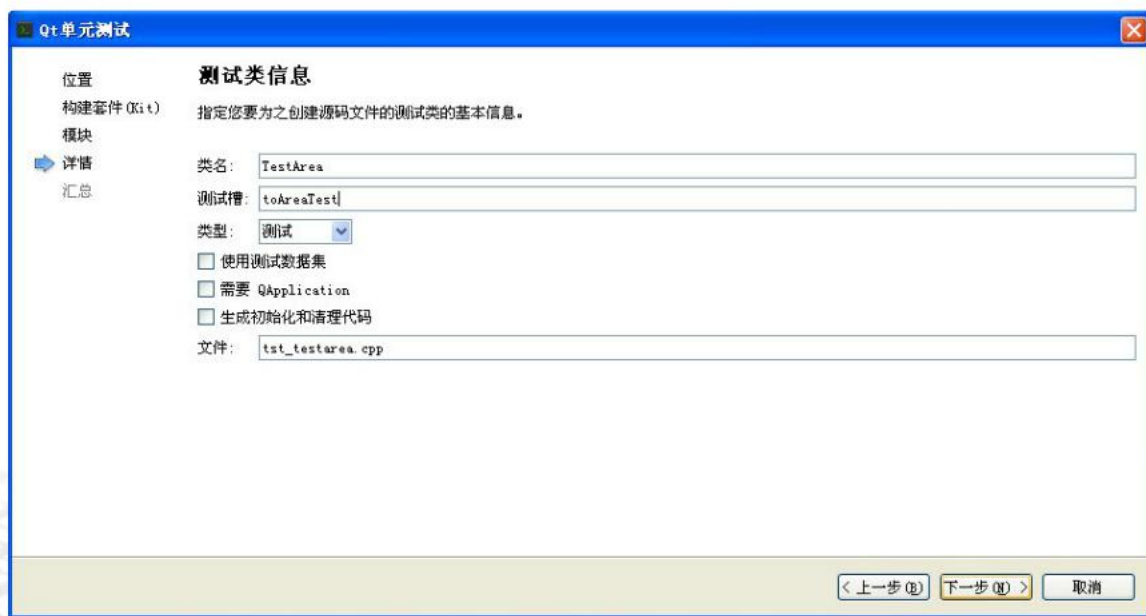 Qt单元测试
位置
构建套件(Kit)
模块
详情
汇总
测试类信息
指定您要为之创建源码文件的测试类的基本信息。
类名: TestArea
测试槽: toAreaTest
类型: 测试
使用测试数据集
需要 QApplication
生成初始化和清理代码
文件: tst_testarea.cpp
< 上一步(B) 下一步(N) > 取消